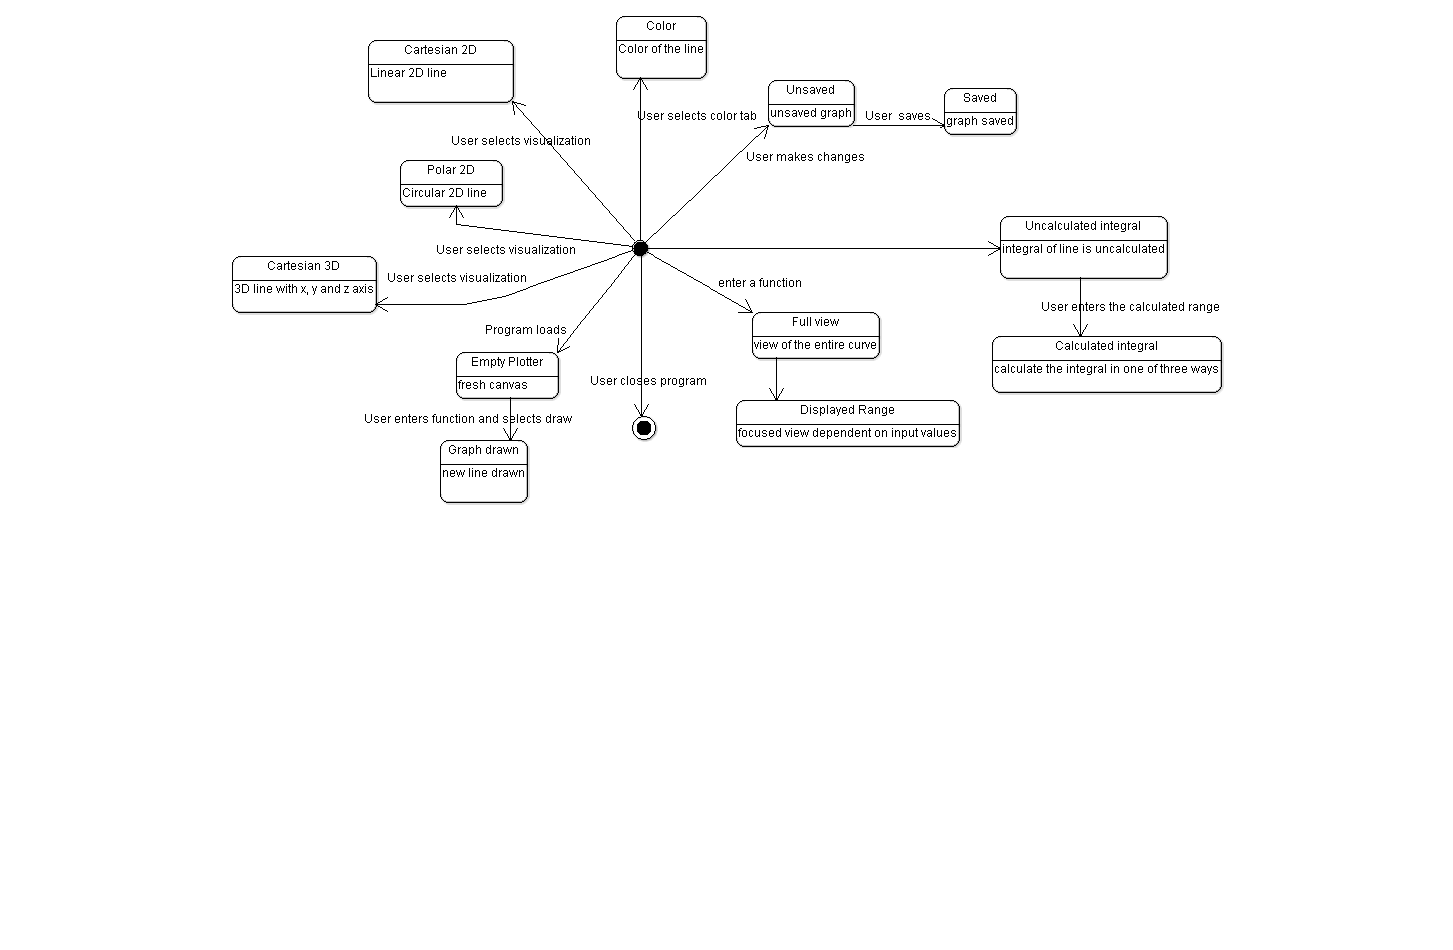 Color
Color of the line
Cartesian 2D
Linear 2D line
Unsaved
unsaved graph
Saved
graph saved
User selects color tab
User  saves
User selects visualization
User makes changes
Polar 2D
Circular 2D line
Uncalculated integral
integral of line is uncalculated
User selects visualization
Cartesian 3D
3D line with x, y and z axis
User selects visualization
enter a function
User enters the calculated range
Full view
view of the entire curve
Program loads
Calculated integral
calculate the integral in one of three ways
Empty Plotter
fresh canvas
User closes program
Displayed Range
focused view dependent on input values
User enters function and selects draw
Graph drawn
new line drawn